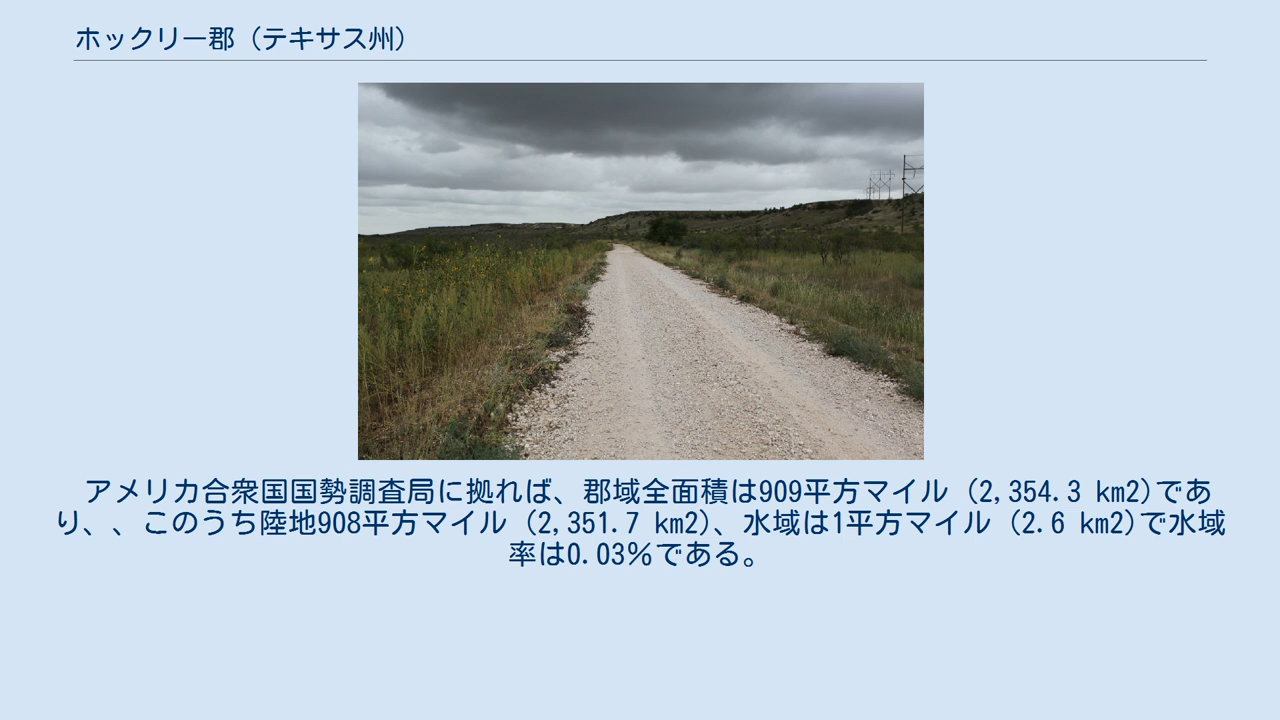 ホックリー郡（テキサス州）
アメリカ合衆国国勢調査局に拠れば、郡域全面積は909平方マイル (2,354.3 km2)であ
り、、このうち陸地908平方マイル (2,351.7 km2)、水域は1平方マイル (2.6 km2)で水域
率は0.03%である。